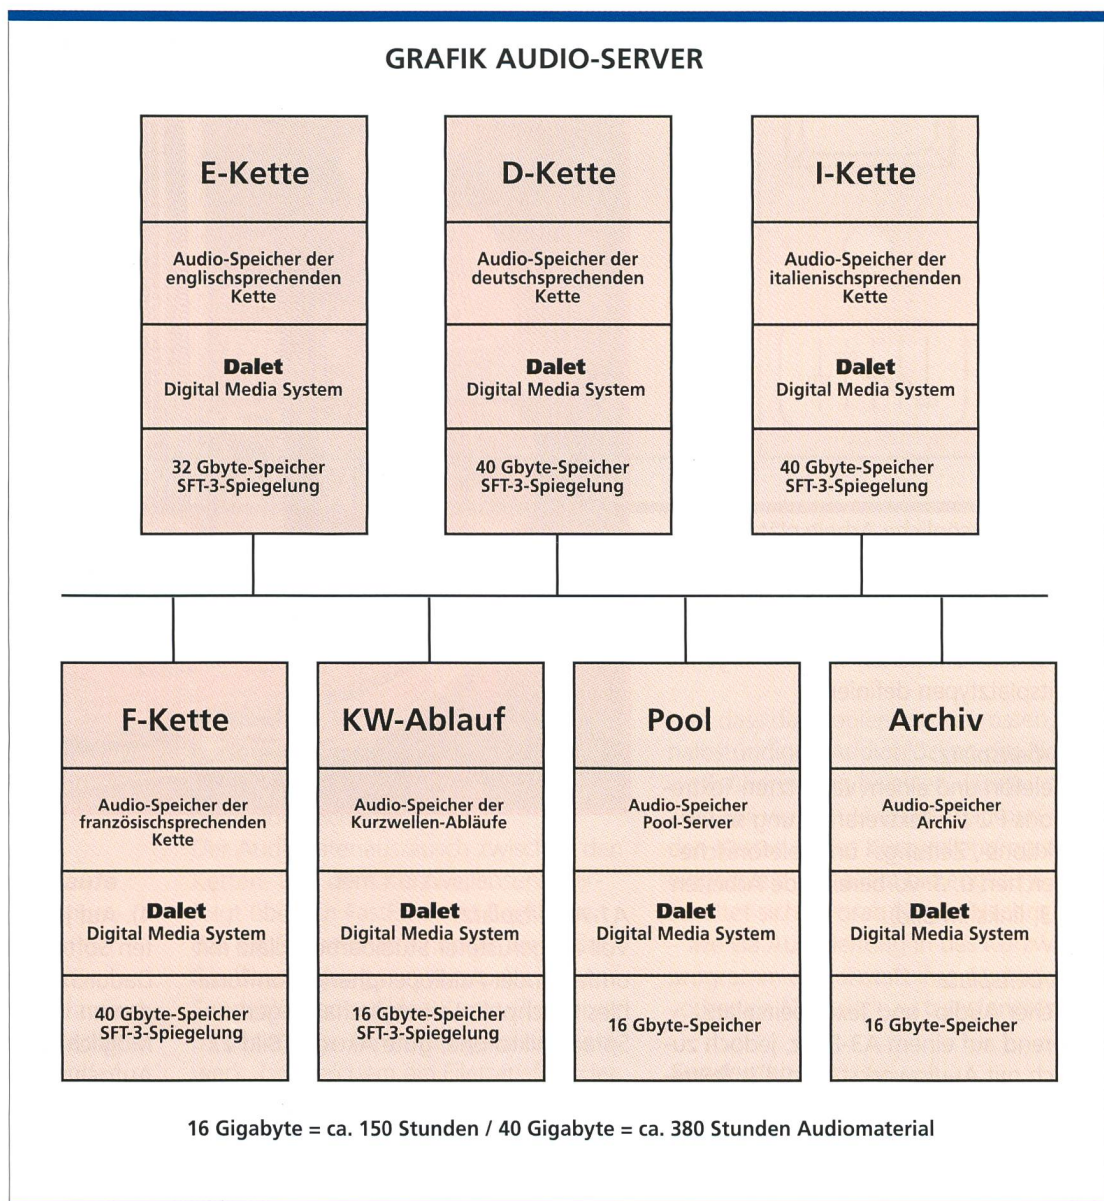 GRAFIK AUDIO-SERVER
E-Kette
Audio-Speicher der
englischsprechenden
Kette
Dalet
Digital Media System
32 Gbyte-Speicher
SFT-3-Spiegelung
D-Kette
Audio-Speicher der
deutschsprechenden
Kette
Dalet
Digital Media System
40 Gbyte-Speicher
SFT-3-Spiegelung
I-Kette
Audio-Speicher der
italienischsprechenden
Kette
Dalet
Digital Media System
40 Gbyte-Speicher
SFT-3-Spiegelung
F-Kette
Audio-Speicher der
französischsprechenden
Kette
Dalet
Digital Media System
40 Gbyte-Speicher
SFT-3-Spiegelung
KW-Ablauf
Audio-Speicher der
Kurzwellen-Abläufe
Dalet
Digital Media System
16 Gbyte-Speicher
SFT-3-Spiegelung
Pool
Audio-Speicher
Pool-Server
Dalet
Digital Media System
16 Gbyte-Speicher
Archiv
Audio-Speicher
Archiv
Dalet
Digital Media System
16 Gbyte-Speicher
16 Gigabyte = ca. 150 Stunden / 40 Gigabyte = ca. 380 Stunden Audiomaterial